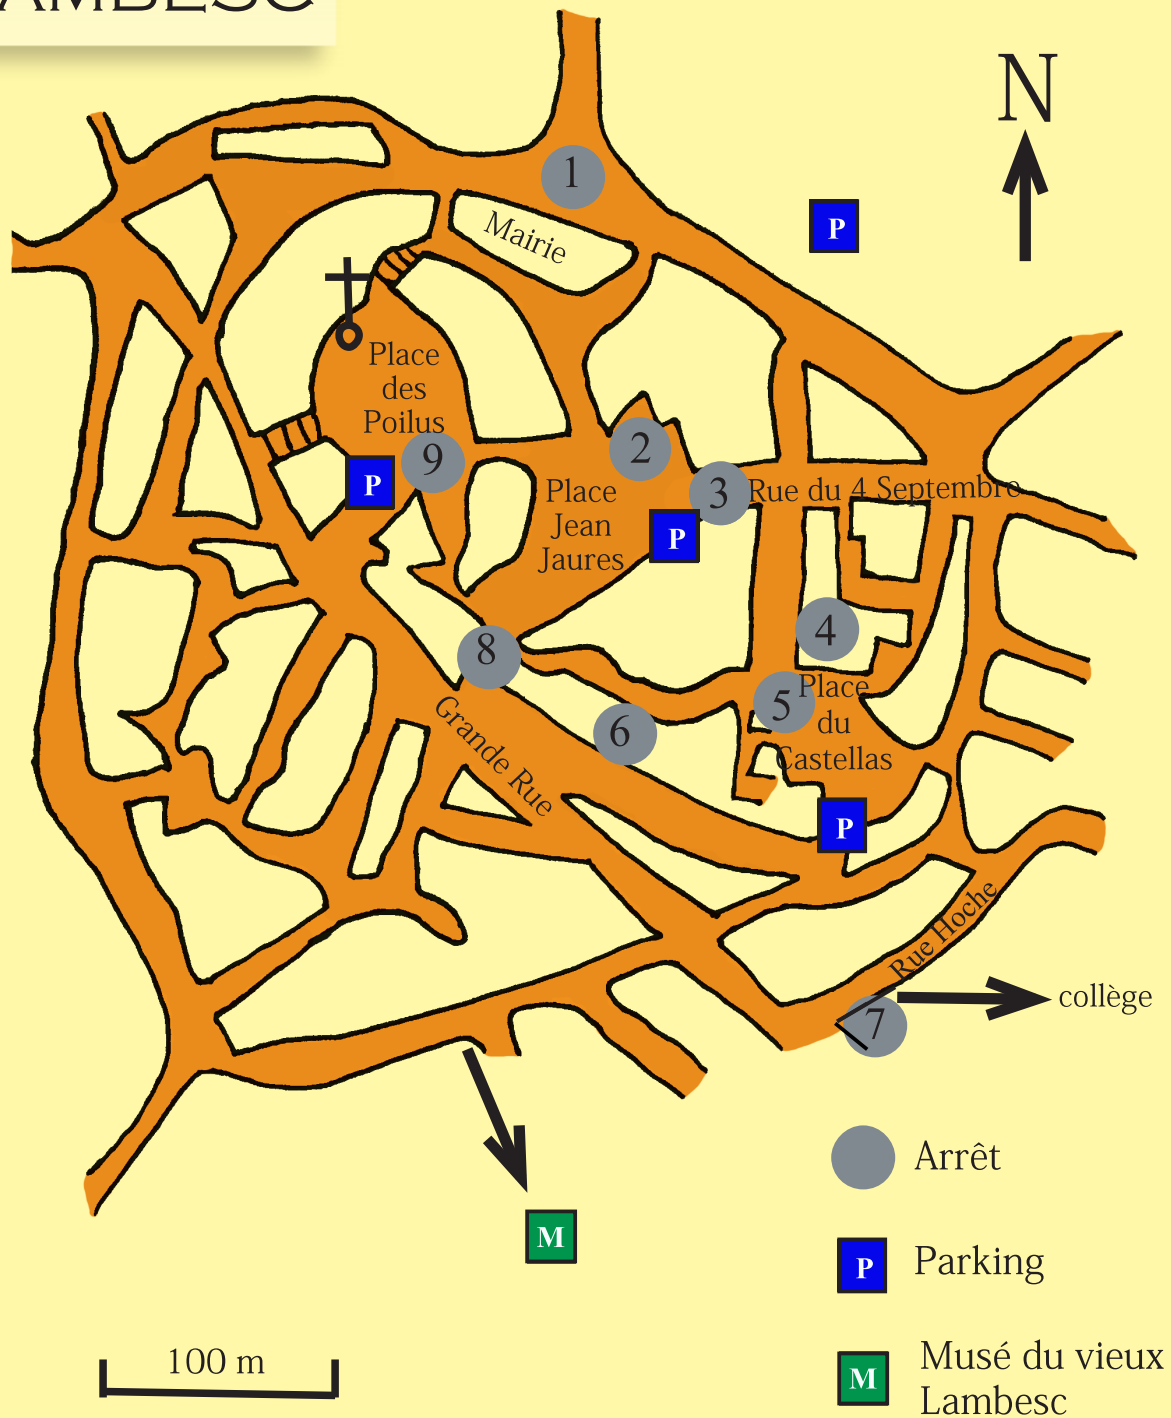 N
1
P
Mairie
Place
des
Poilus
9
P
2
3
Rue du 4 Septembre
Place
Jean
Jaures
P
4
8
5
Place
du
Castellas
6
Grande Rue
P
Rue Hoche
collège
7
Arrêt
M
P
Parking
100 m
M
Musé du vieux
Lambesc